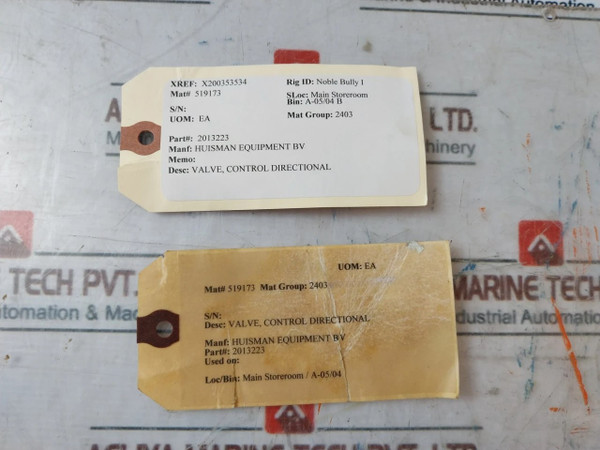 XREF: X200353534 Rig ID: Noble Bully I
Mat# 519173 SLoc: Main Storeroom
Bin: A-05/04 B
S/N:
UOM: EA Mat Group: 2403
Part#: 2013223
Manf: HUISMAN EQUIPMENT BV
Memo:
Desc: VALVE, CONTROL DIRECTIONAL
LTD.
hinery
UOM: EA
Mat# 519173 Mat Group: 2403
S/N:
Desc: VALVE, CONTROL DIRECTIONAL
Manf: HUISMAN EQUIPMENT BV
Part#: 2013223
Used on:
Loc/Bin: Main Storeroom / A-05/04
TECH PVT.
utomation & Mac
MARINE TECH
ndustrial Automation